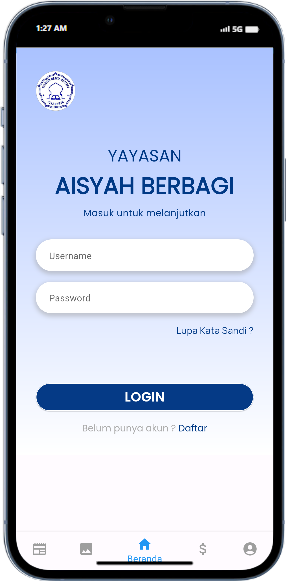 1:27 AM
5G
YAYASAN
AISYAH BERBAGI
Masuk untuk melanjutkan
Username
Password
Lupa Kata Sandi ?
LOGIN
Belum punya akun ? Daftar
$
Beranda